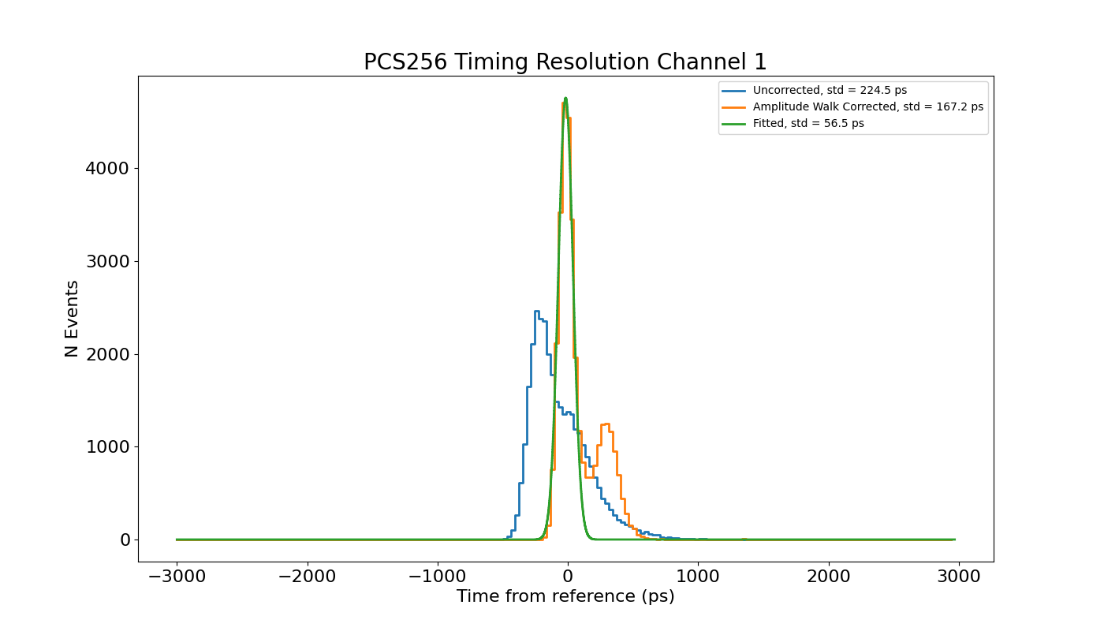 PCS256 Timing Resolution Channel 1
Uncorrected, std = 224.5 ps
Amplitude Walk Corrected, std = 167.2 ps
Fitted, std = 56.5 ps
N Events
4000
3000
2000
1000
0
−3000 −2000 −1000 0 1000 2000 3000
Time from reference (ps)